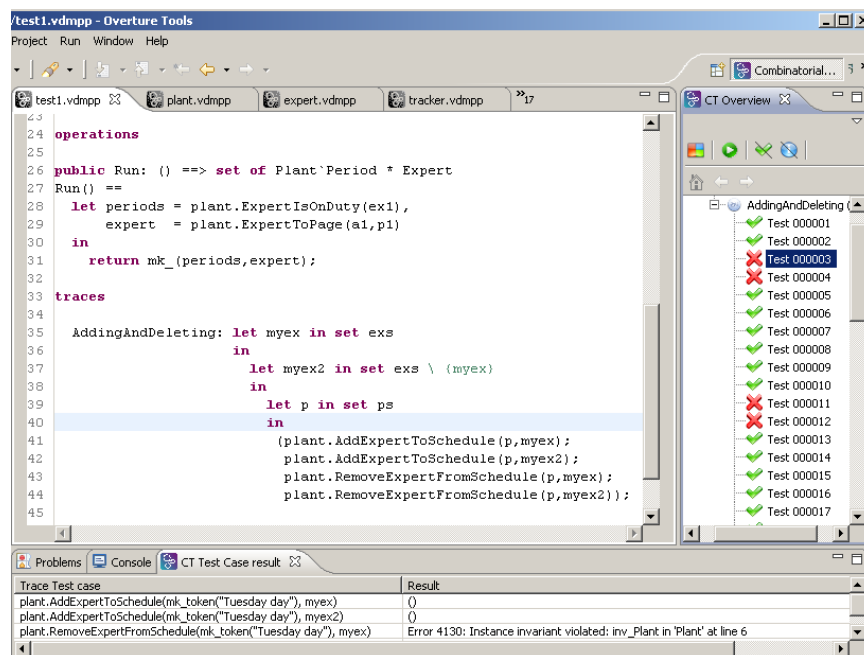 /test1.vdmpp - Overture Tools
Project Run Window Help
Combinatorial...
test1.vdmpp plant.vdmpp expert.vdmpp tracker.vdmpp »17
CT Overview
23
24 operations
25
26 public Run: () ==> set of Plant`Period * Expert
27 Run() ==
28 let periods = plant.ExpertIsOnDuty(ex1),
29 expert = plant.ExpertToPage(a1,p1)
30 in
31 return mk_(periods,expert);
32
33 traces
34
35 AddingAndDeleting: let myex in set exs
36 in
37 let myex2 in set exs \ {myex}
38 in
39 let p in set ps
40 in
41 (plant.AddExpertToSchedule(p,myex);
42 plant.AddExpertToSchedule(p,myex2);
43 plant.RemoveExpertFromSchedule(p,myex);
44 plant.RemoveExpertFromSchedule(p,myex2));
45
AddingAndDeleting (
Test 000001
Test 000002
Test 000003
Test 000004
Test 000005
Test 000006
Test 000007
Test 000008
Test 000009
Test 000010
Test 000011
Test 000012
Test 000013
Test 000014
Test 000015
Test 000016
Test 000017
Problems Console CT Test Case result
Trace Test case Result
plant.AddExpertToSchedule(mk_token("Tuesday day"), myex) ()
plant.AddExpertToSchedule(mk_token("Tuesday day"), myex2) ()
plant.RemoveExpertFromSchedule(mk_token("Tuesday day"), myex) Error 4130: Instance invariant violated: inv_Plant in 'Plant' at line 6